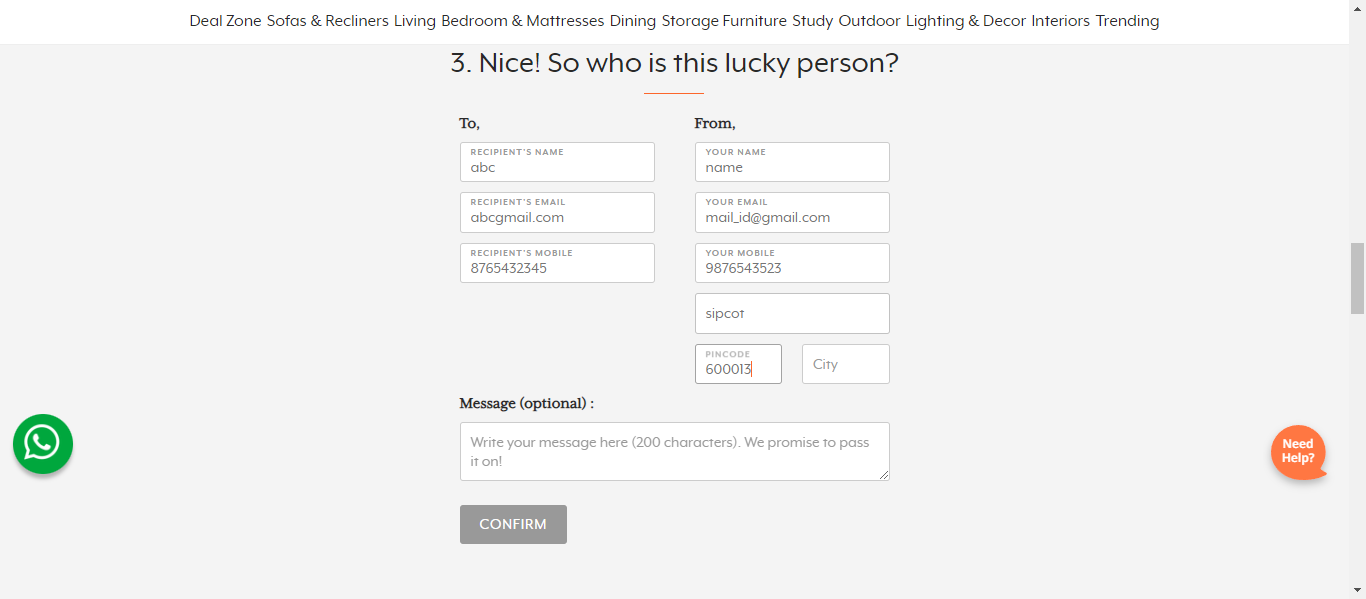 Deal Zone Sofas & Recliners Living Bedroom & Mattresses Dining Storage Furniture Study Outdoor Lighting & Decor Interiors Trending
3. Nice! So who is this lucky person?
To,
RECIPIENT'S NAME
abc
RECIPIENT'S EMAIL
abcgmail.com
RECIPIENT'S MOBILE
8765432345
From,
YOUR NAME
name
YOUR EMAIL
mail_id@gmail.com
YOUR MOBILE
9876543523
sipcot
PINCODE
600013
City
Message (optional) :
Write your message here (200 characters). We promise to pass
it on!
CONFIRM
Need
Help?